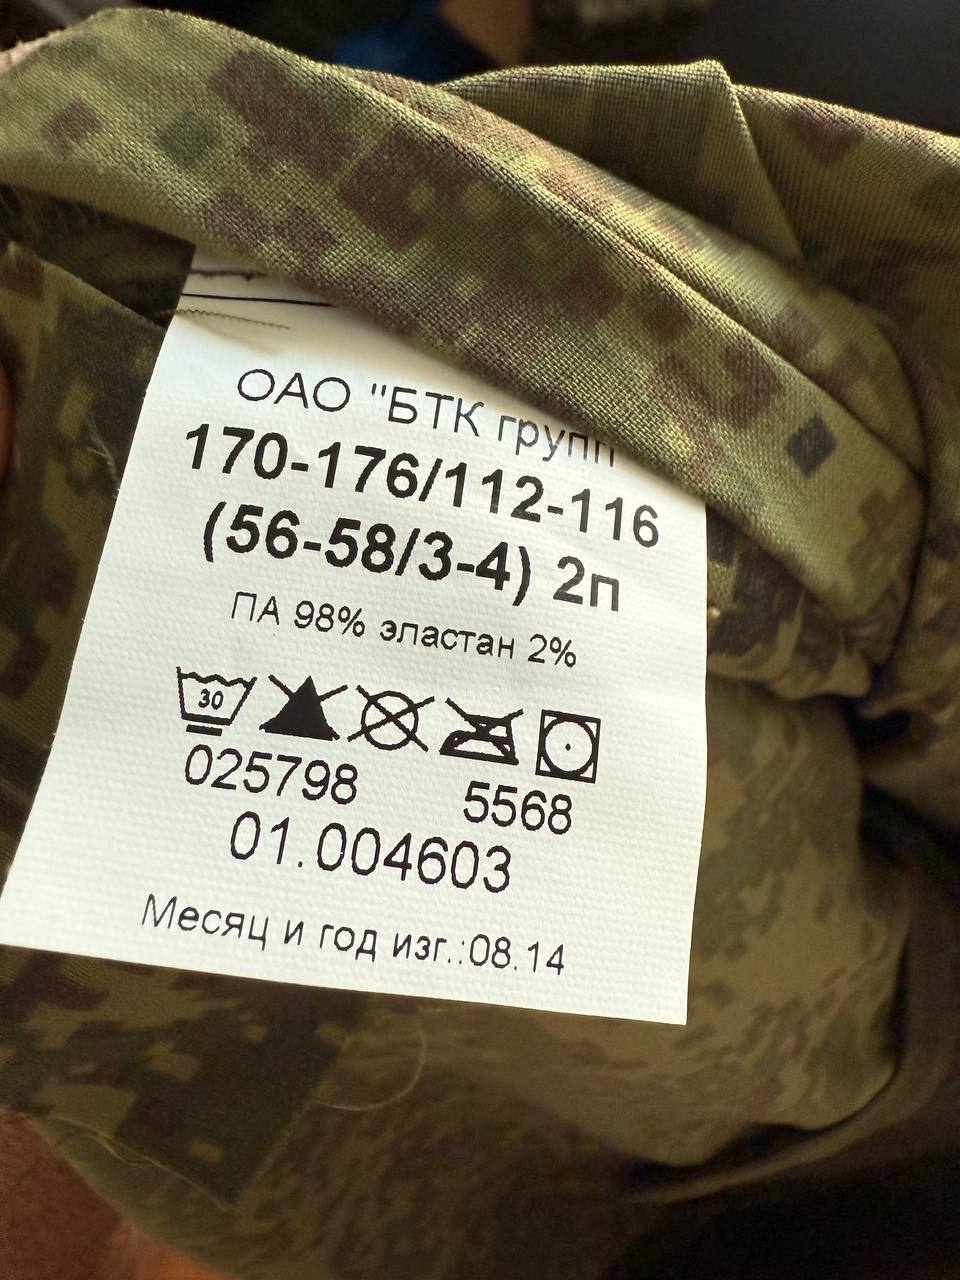 ОАО "БТК групп
170-176/112-116
(56-58/3-4) 2п
ПА 98% эластан 2%
30
025798 5568
01.004603
Месяц и год изг.:08.14